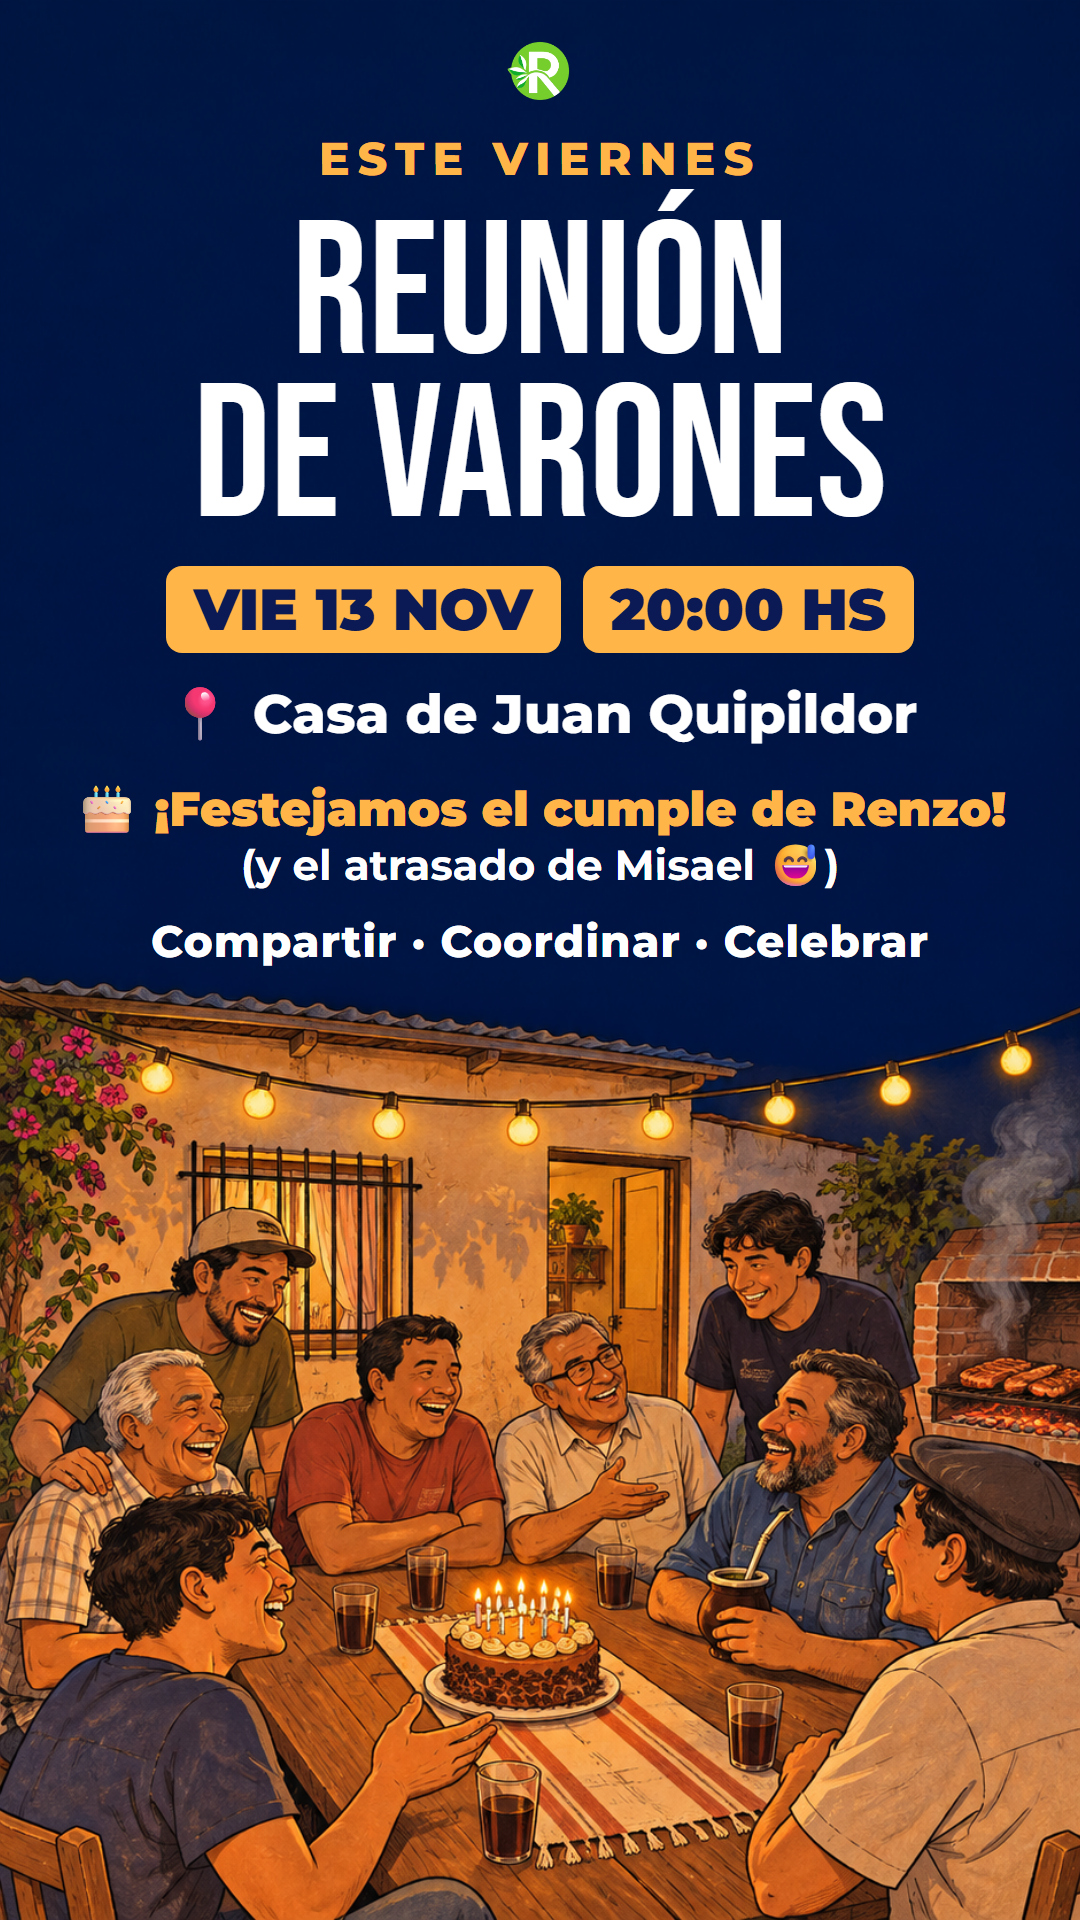 R
ESTE VIERNES
REUNIÓN
DE VARONES
VIE 13 NOV
20:00 HS
📍 Casa de Juan Quipildor
🎂 ¡Festejamos el cumple de Renzo!
(y el atrasado de Misael 😅)
Compartir • Coordinar • Celebrar